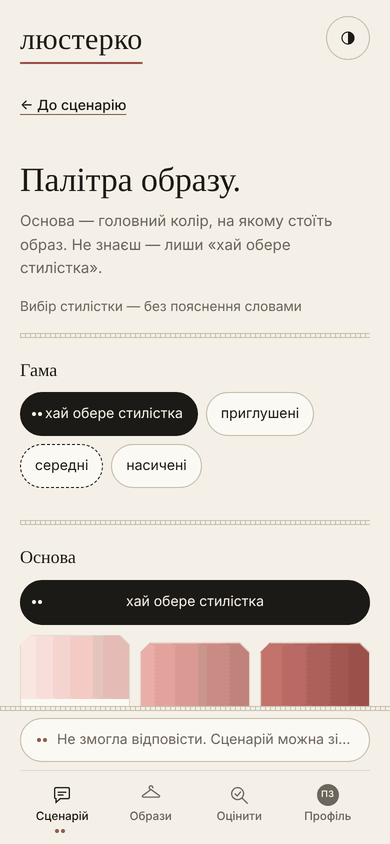 люстерко
← До сценарію
Палітра образу.
Основа — головний колір, на якому стоїть
образ. Не знаєш — лиши «хай обере
стилістка».
Вибір стилістки — без пояснення словами
Гама
хай обере стилістка
приглушені
середні
насичені
Основа
хай обере стилістка
Не змогла відповісти. Сценарій можна зі...
Сценарій
Образи
Оцінити
ПЗ
Профіль